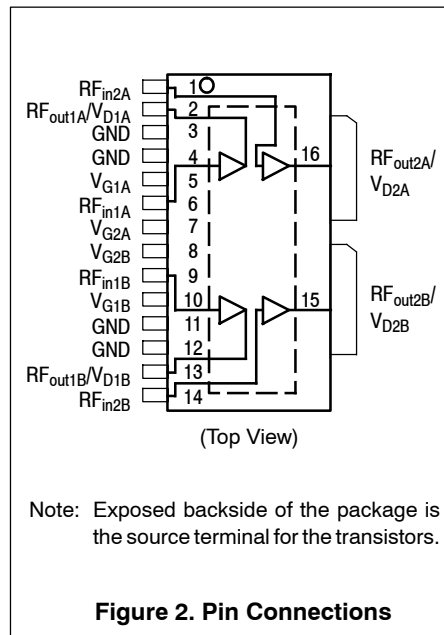 RFin2A 1
RFout1A/VD1A 2
GND 3
GND 4
VG1A 5
RFin1A 6
VG2A 7
VG2B 8
RFin1B 9
VG1B 10
GND 11
GND 12
RFout1B/VD1B 13
RFin2B 14
16 RFout2A/
VD2A
15 RFout2B/
VD2B
(Top View)
Note: Exposed backside of the package is
the source terminal for the transistors.
Figure 2. Pin Connections